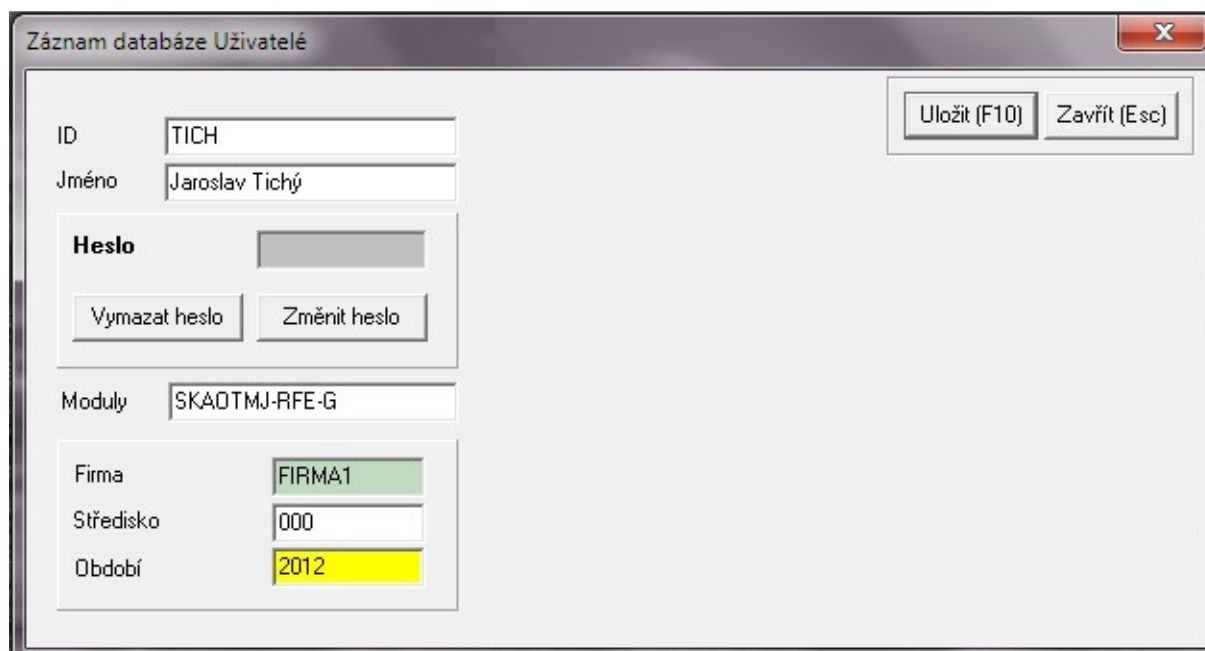 Záznam databáze Uživatelé
Uložit (F10) Zavřít (Esc)
ID TICH
Jméno Jaroslav Tichý
Heslo
Vymazat heslo Změnit heslo
Moduly SKAOTMJ-RFE-G
Firma FIRMA1
Středisko 000
Období 2012